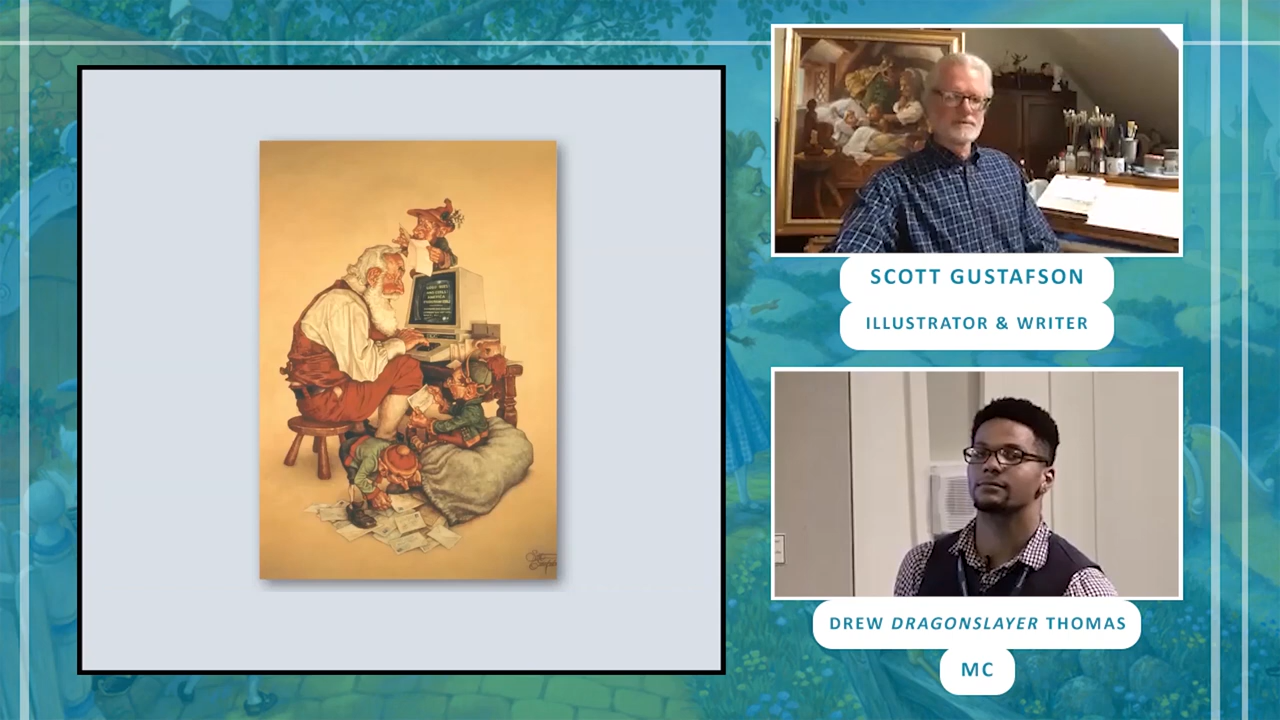 SCOTT GUSTAFSON
ILLUSTRATOR & WRITER
DREW DRAGONSLAYER THOMAS
MC